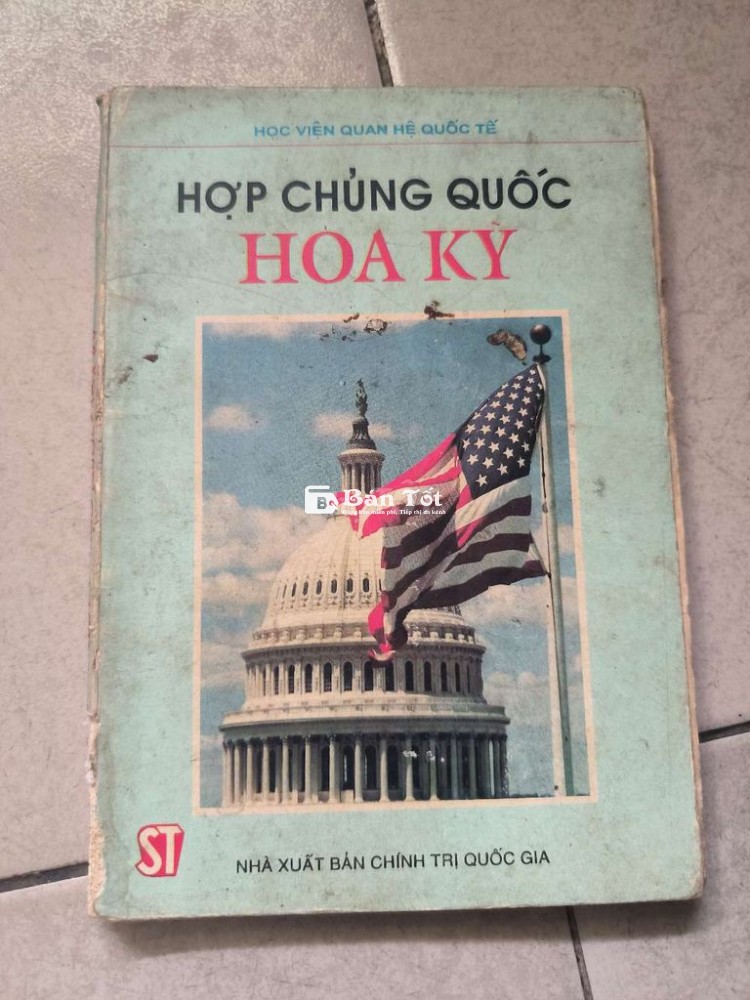 HỌC VIỆN QUAN HỆ QUỐC TẾ
HỢP CHỦNG QUỐC
HOA KỲ
Bán Tốt
ST
NHÀ XUẤT BẢN CHÍNH TRỊ QUỐC GIA